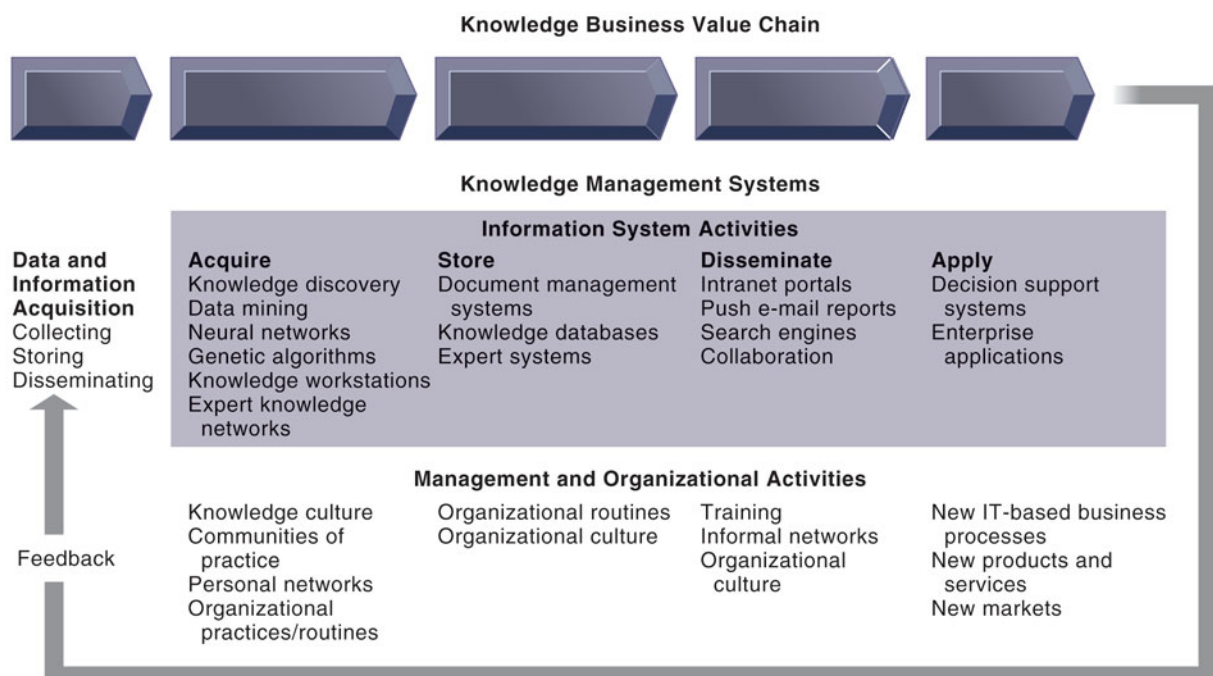 Knowledge Business Value Chain
Knowledge Management Systems
Information System Activities
Data and
Information
Acquisition
Collecting
Storing
Disseminating
Acquire
Knowledge discovery
Data mining
Neural networks
Genetic algorithms
Knowledge workstations
Expert knowledge
networks
Store
Document management
systems
Knowledge databases
Expert systems
Disseminate
Intranet portals
Push e-mail reports
Search engines
Collaboration
Apply
Decision support
systems
Enterprise
applications
Management and Organizational Activities
Knowledge culture
Communities of
practice
Personal networks
Organizational
practices/routines
Organizational routines
Organizational culture
Training
Informal networks
Organizational
culture
New IT-based business
processes
New products and
services
New markets
Feedback